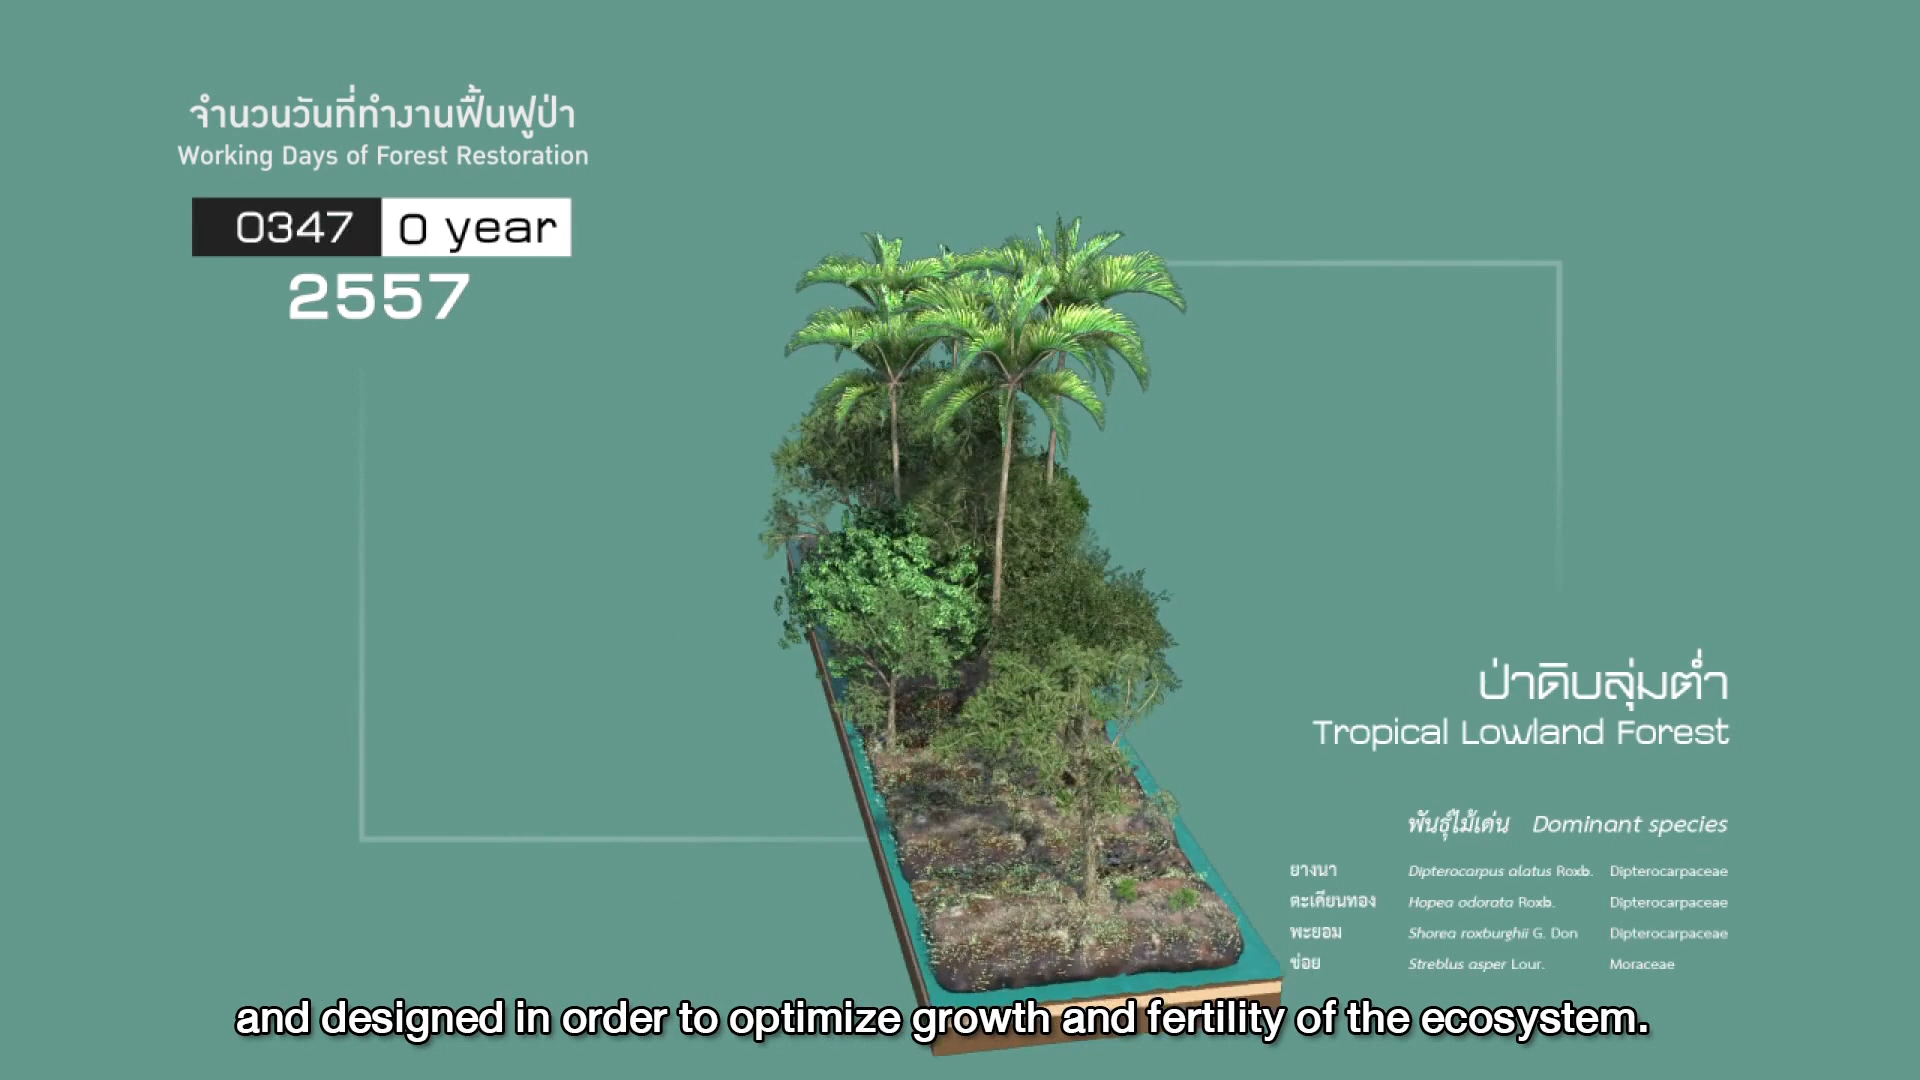 จำนวนวันที่ทำงานฟื้นฟูป่า
Working Days of Forest Restoration
0347 0 year
2557
ป่าดิบลุ่มต่ำ
Tropical Lowland Forest
พันธุ์ไม้เด่น Dominant species
ยางนา Dipterocarpus alatus Roxb. Dipterocarpaceae
ตะเคียนทอง Hopea odorata Roxb. Dipterocarpaceae
พะยอม Shorea roxburghii G. Don Dipterocarpaceae
ข่อย Streblus asper Lour. Moraceae
and designed in order to optimize growth and fertility of the ecosystem.